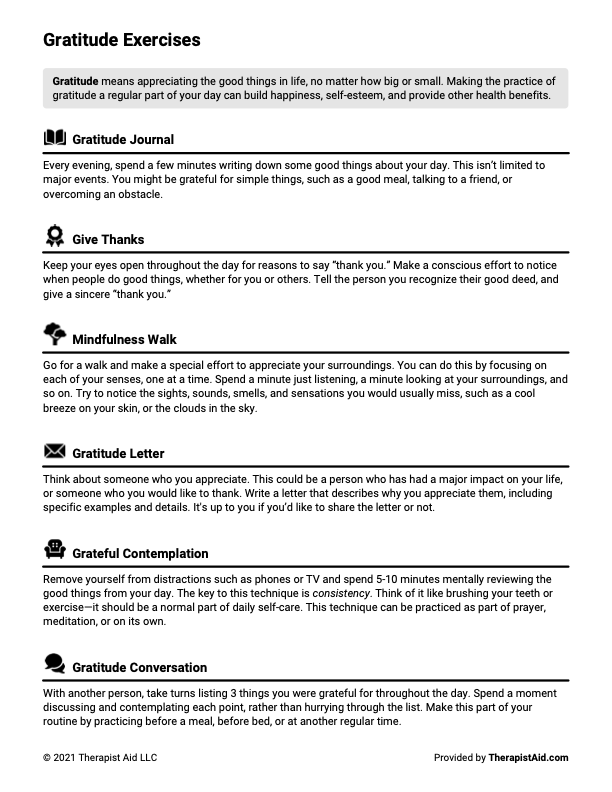 Gratitude Exercises
Gratitude means appreciating the good things in life, no matter how big or small. Making the practice of
gratitude a regular part of your day can build happiness, self-esteem, and provide other health benefits.
Gratitude Journal
Every evening, spend a few minutes writing down some good things about your day. This isn’t limited to
major events. You might be grateful for simple things, such as a good meal, talking to a friend, or
overcoming an obstacle.
Give Thanks
Keep your eyes open throughout the day for reasons to say “thank you.” Make a conscious effort to notice
when people do good things, whether for you or others. Tell the person you recognize their good deed, and
give a sincere “thank you.”
Mindfulness Walk
Go for a walk and make a special effort to appreciate your surroundings. You can do this by focusing on
each of your senses, one at a time. Spend a minute just listening, a minute looking at your surroundings, and
so on. Try to notice the sights, sounds, smells, and sensations you would usually miss, such as a cool
breeze on your skin, or the clouds in the sky.
Gratitude Letter
Think about someone who you appreciate. This could be a person who has had a major impact on your life,
or someone who you would like to thank. Write a letter that describes why you appreciate them, including
specific examples and details. It’s up to you if you’d like to share the letter or not.
Grateful Contemplation
Remove yourself from distractions such as phones or TV and spend 5-10 minutes mentally reviewing the
good things from your day. The key to this technique is consistency. Think of it like brushing your teeth or
exercise—it should be a normal part of daily self-care. This technique can be practiced as part of prayer,
meditation, or on its own.
Gratitude Conversation
With another person, take turns listing 3 things you were grateful for throughout the day. Spend a moment
discussing and contemplating each point, rather than hurrying through the list. Make this part of your
routine by practicing before a meal, before bed, or at another regular time.
© 2021 Therapist Aid LLC
Provided by TherapistAid.com